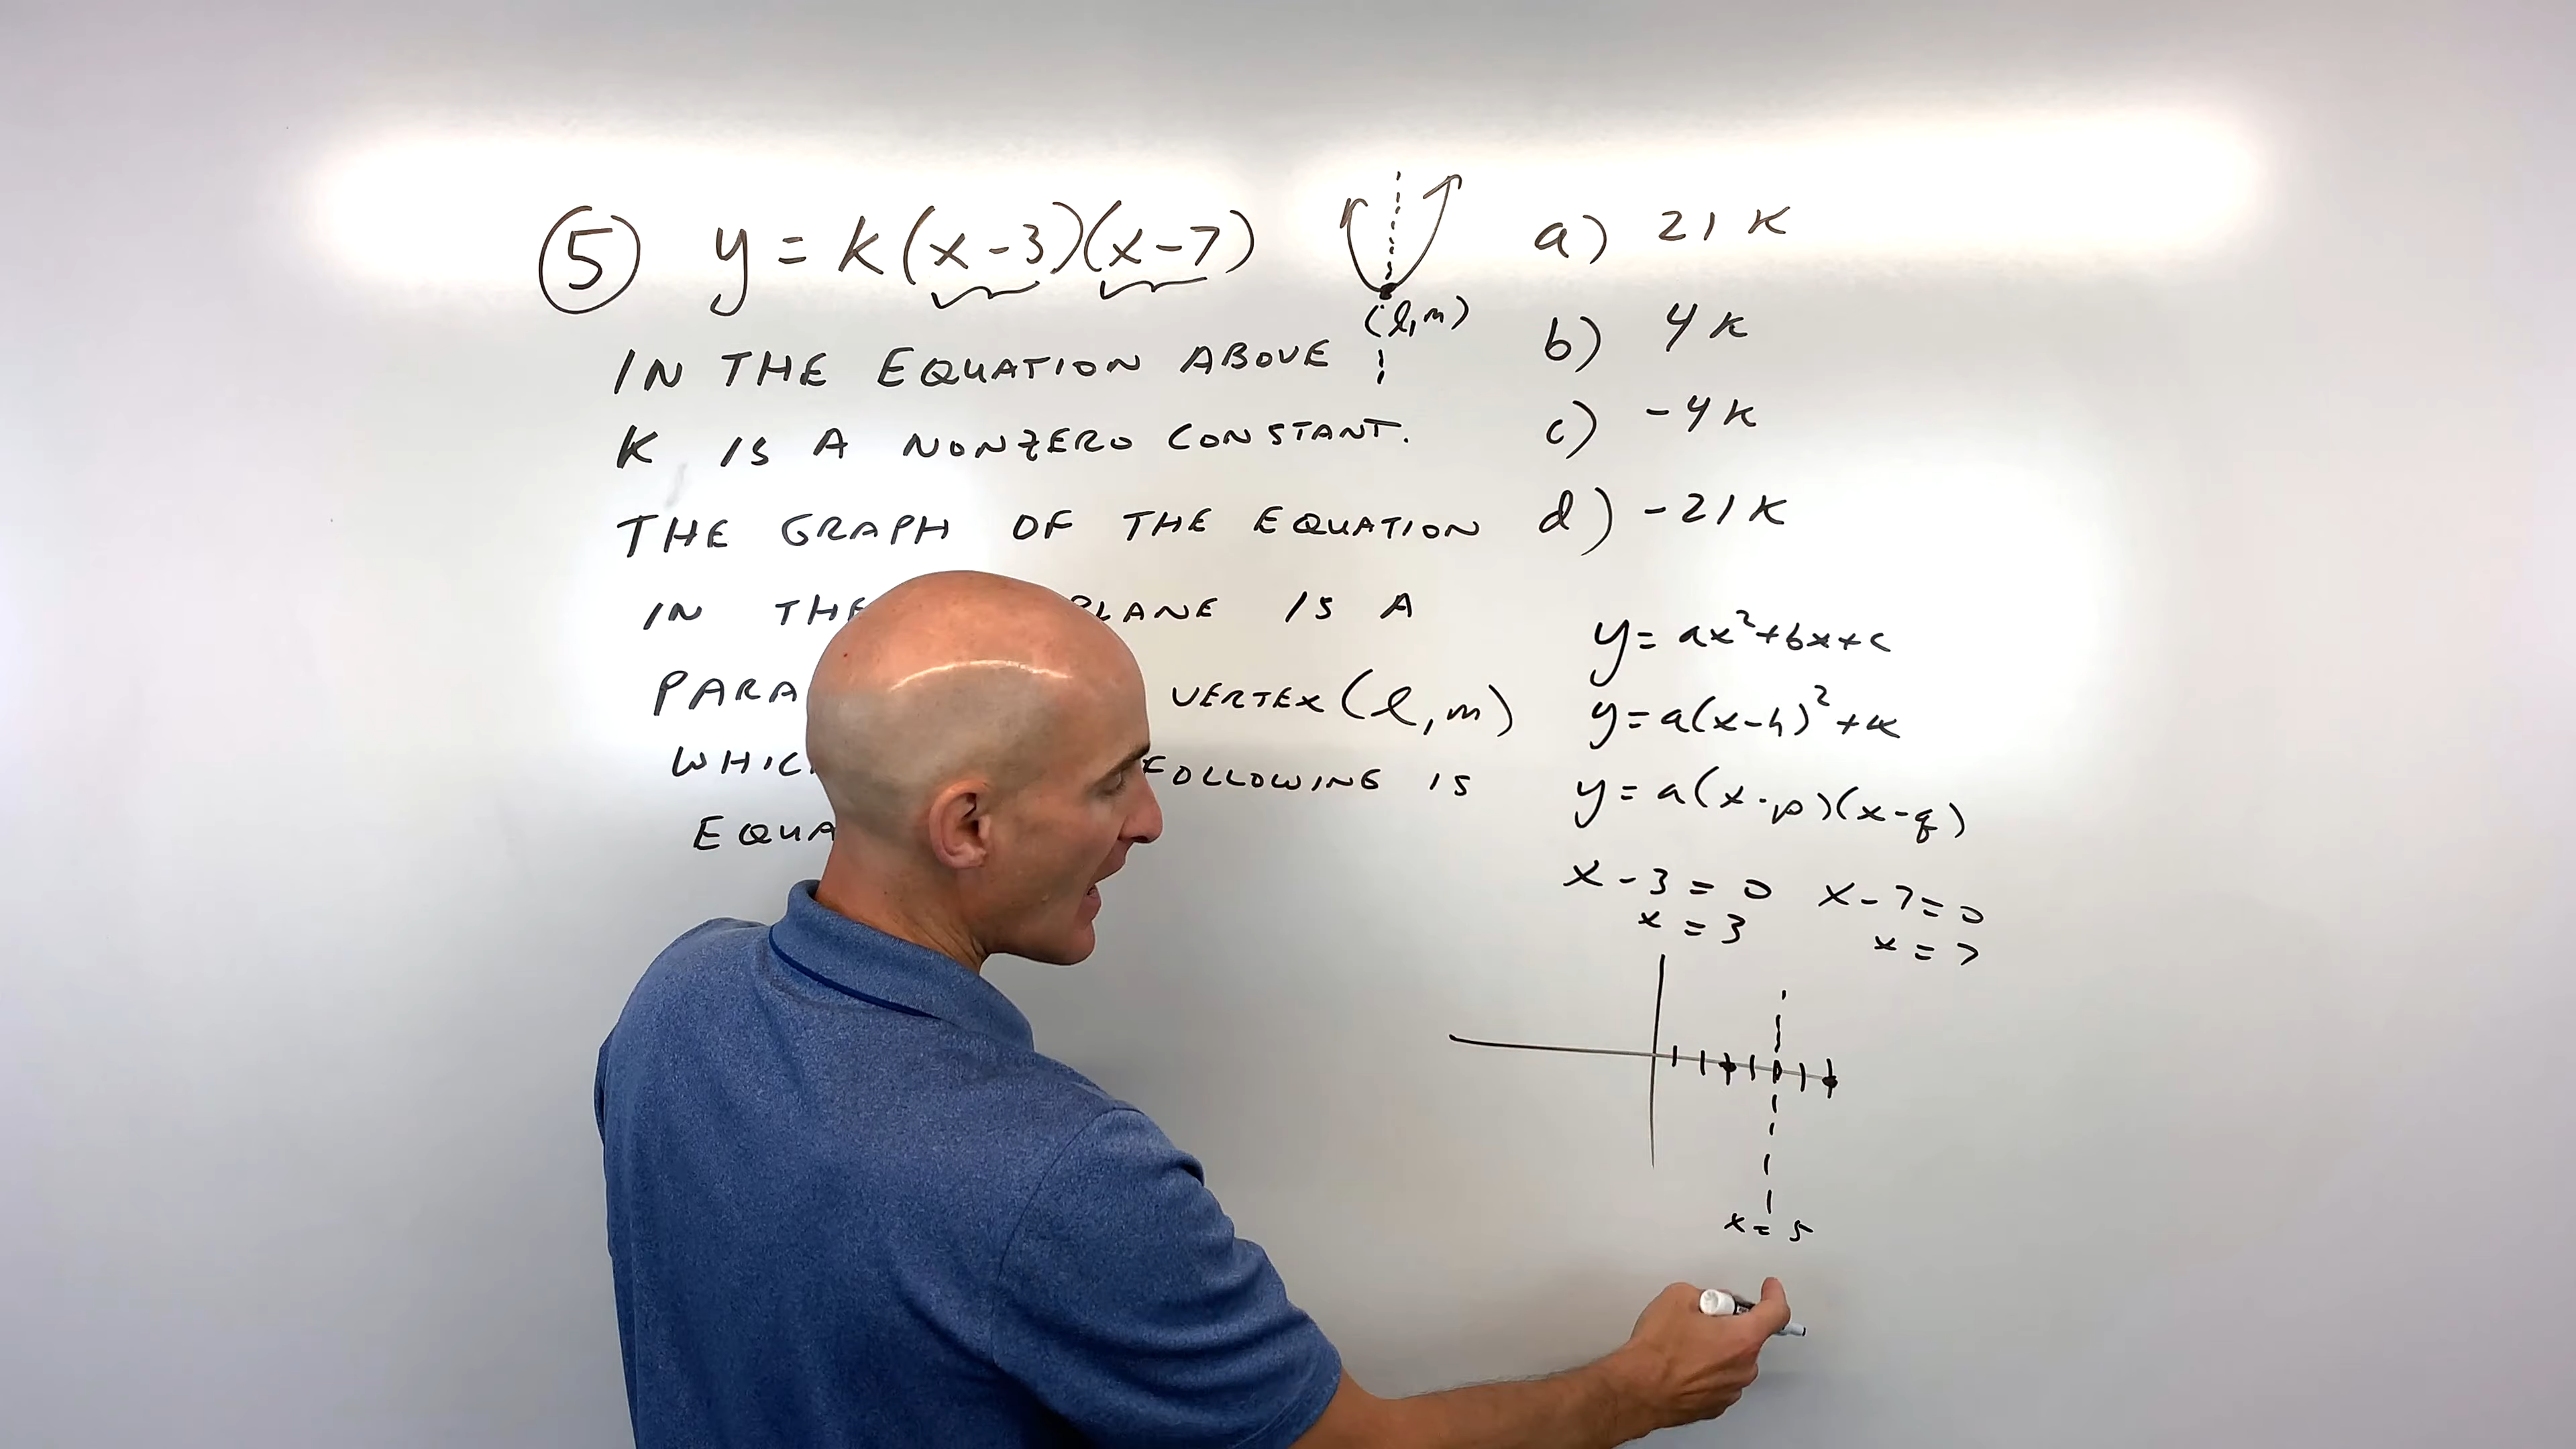 5 y = k(x-3)(x-7)
(l,m)
IN THE EQUATION ABOVE
K IS A NONZERO CONSTANT.
THE GRAPH OF THE EQUATION
IN THE PLANE IS A
PARA VERTEX (l,m)
WHIC FOLLOWING IS
EQUA
a) 21K
b) 4K
c) -4K
d) -21K
y = ax²+bx+c
y = a(x-h)²+k
y = a(x-p)(x-q)
x-3=0 x-7=0
x=3 x=7
x=5